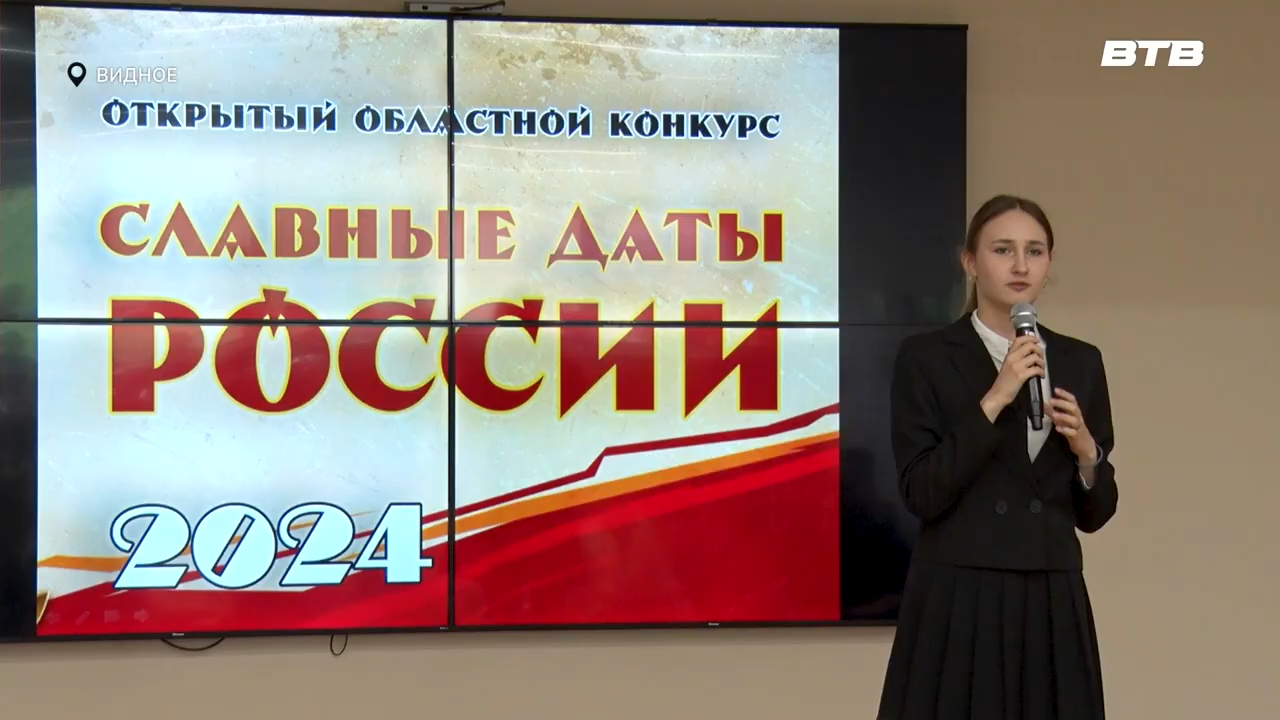 ВИДНОЕ
ВТВ
ОТКРЫТЫЙ ОБЛАСТНОЙ КОНКУРС
СЛАВНЫЕ ДАТЫ
РОССИИ
2024